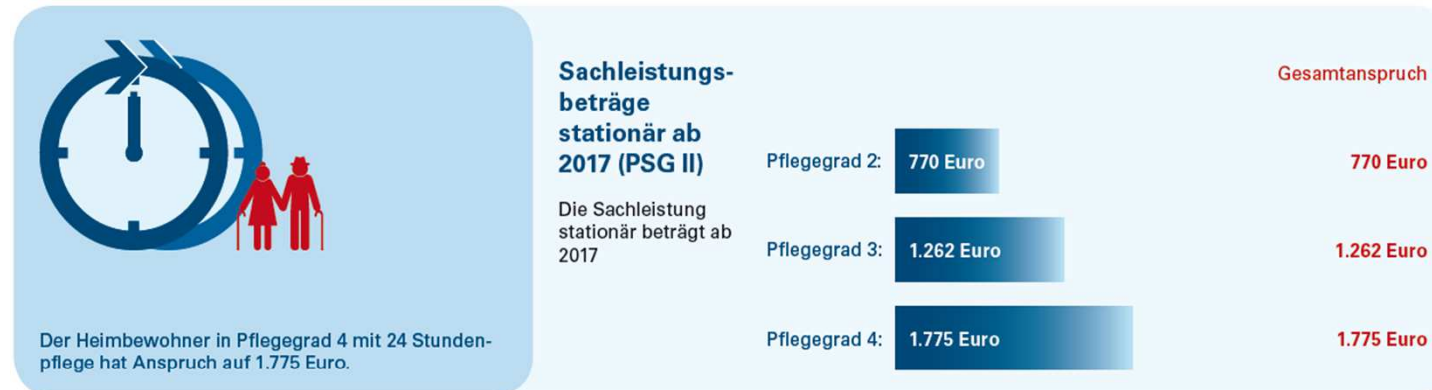 Der Heimbewohner in Pflegegrad 4 mit 24 Stunden-
pflege hat Anspruch auf 1.775 Euro.
Sachleistungs-
beträge
stationär ab
2017 (PSG II)
Die Sachleistung
stationär beträgt ab
2017
Gesamtanspruch
Pflegegrad 2: 770 Euro 770 Euro
Pflegegrad 3: 1.262 Euro 1.262 Euro
Pflegegrad 4: 1.775 Euro 1.775 Euro